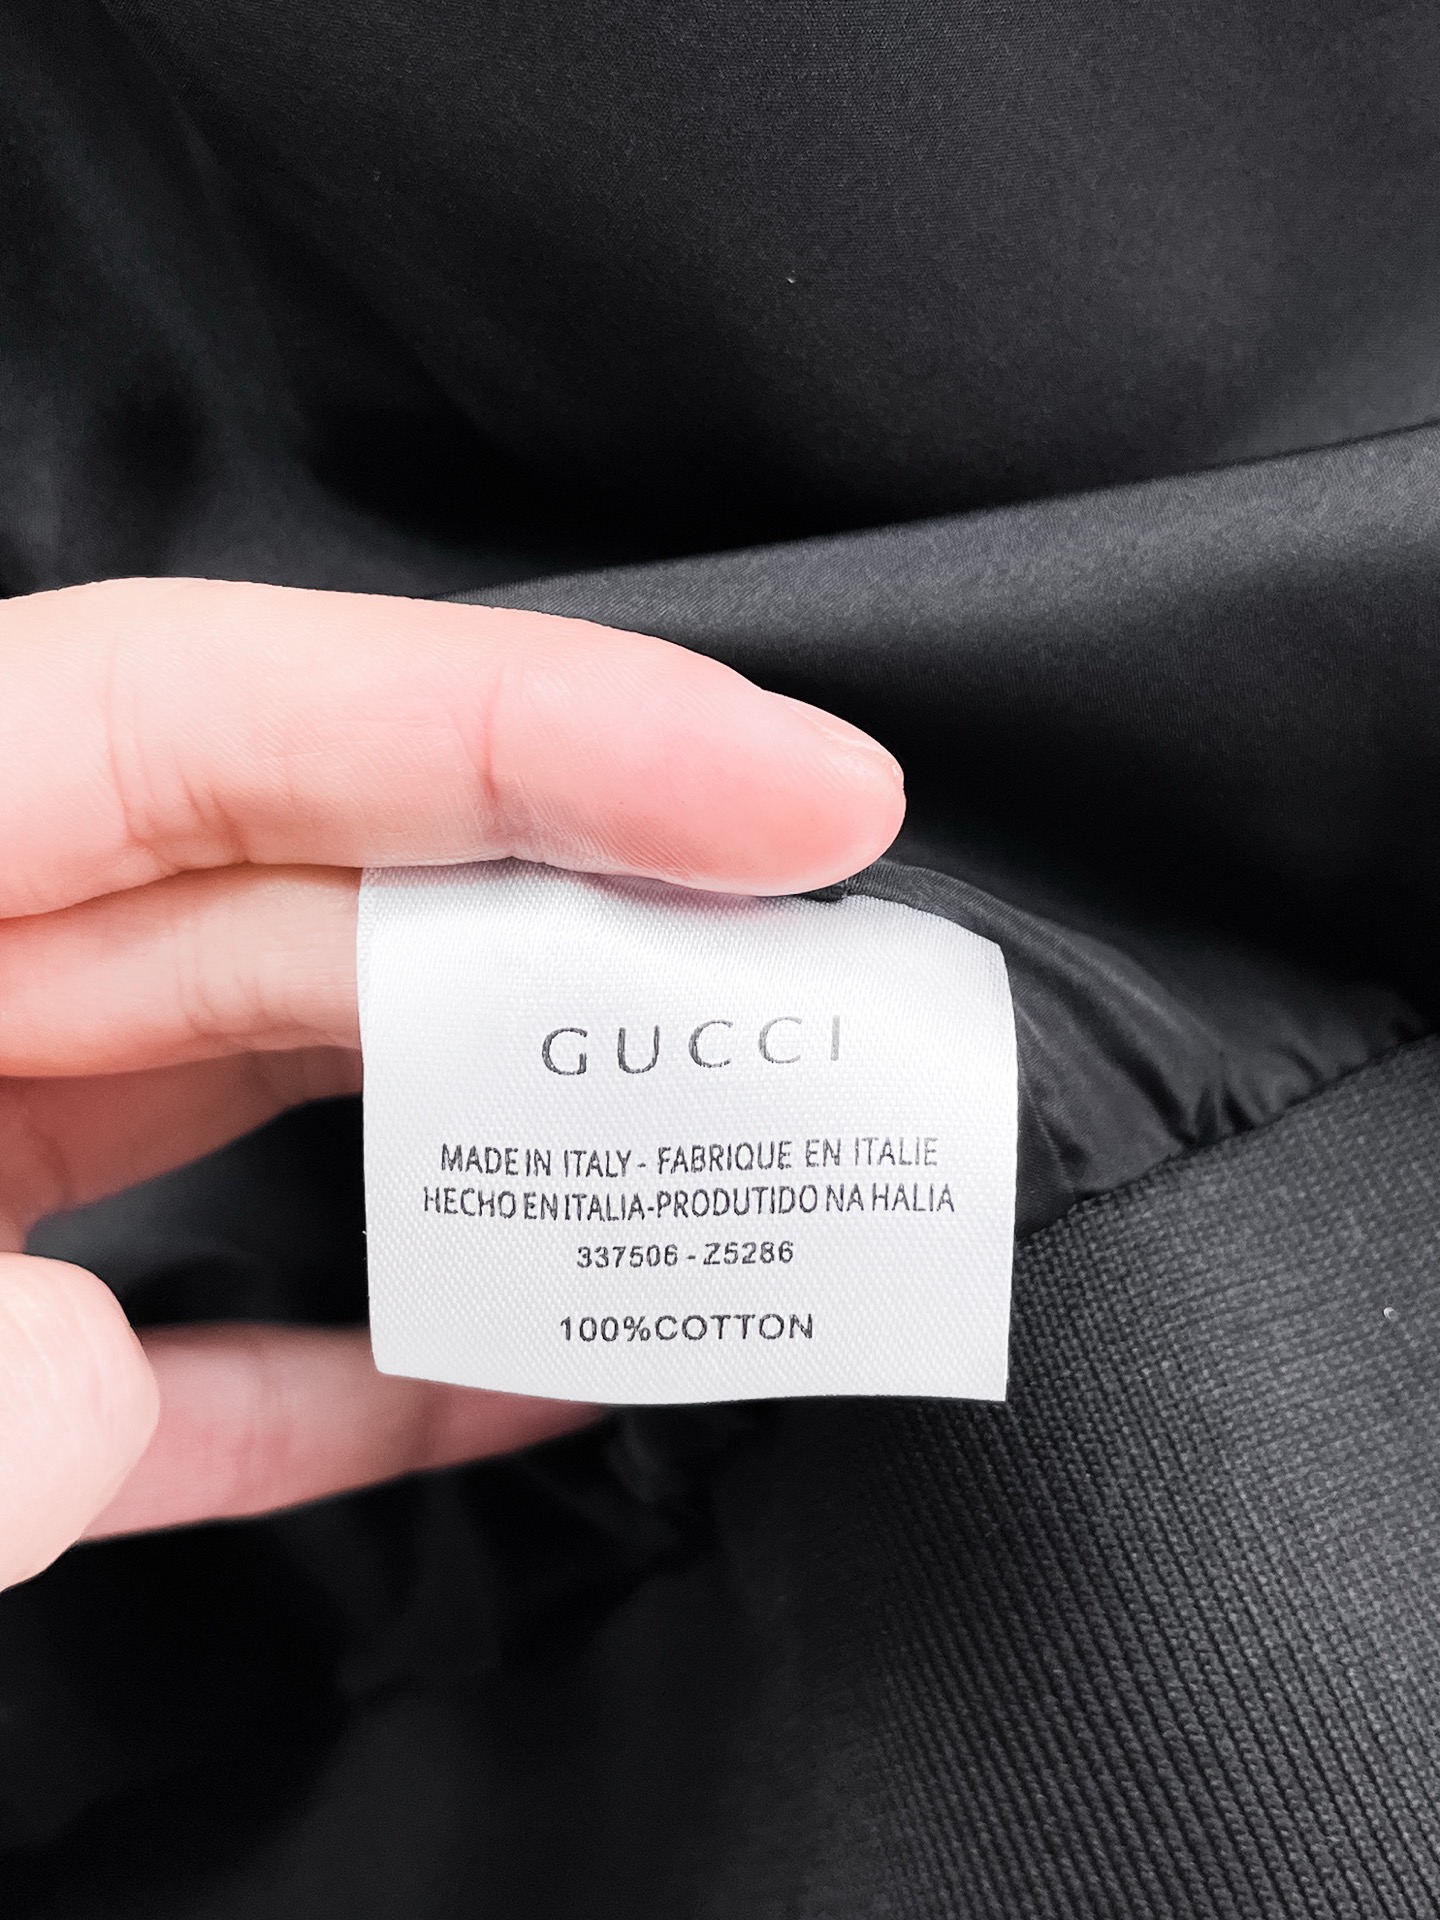 GUCCI
MADE IN ITALY - FABRIQUE EN ITALIE
HECHO EN ITALIA-PRODUTIDO NA HALIA
337506 - Z5286
100%COTTON